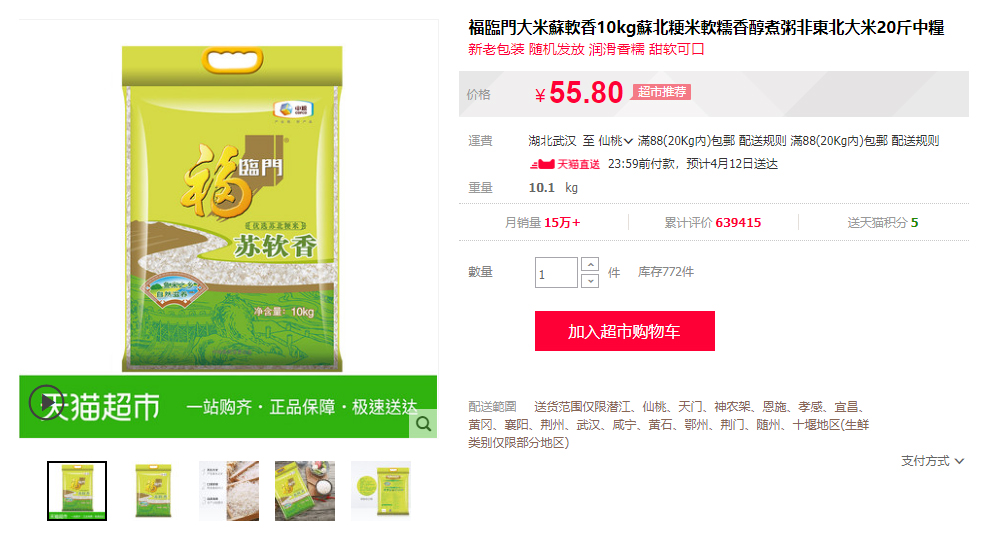 福臨門大米蘇軟香10kg蘇北粳米軟糯香醇煮粥非東北大米20斤中糧
新老包装 随机发放 润滑香糯 甜软可口
价格
¥ 55.80 超市推荐
運費
湖北武汉 至 仙桃 滿88(20Kg内)包郵 配送规则 滿88(20Kg内)包郵 配送规则
天猫直送 23:59前付款，预计4月12日送达
重量
10.1 kg
月销量 15万+
累计评价 639415
送天猫积分 5
數量
1
件
库存772件
加入超市购物车
配送範圍 送货范围仅限潜江、仙桃、天门、神农架、恩施、孝感、宜昌、
黄冈、襄阳、荆州、武汉、咸宁、黄石、鄂州、荆门、随州、十堰地区(生鲜
类别仅限部分地区)
支付方式
中粮
福
臨門
优选苏北粳米
苏软香
自然滋养
净含量：10kg
天猫超市
一站购齐·正品保障·极速送达